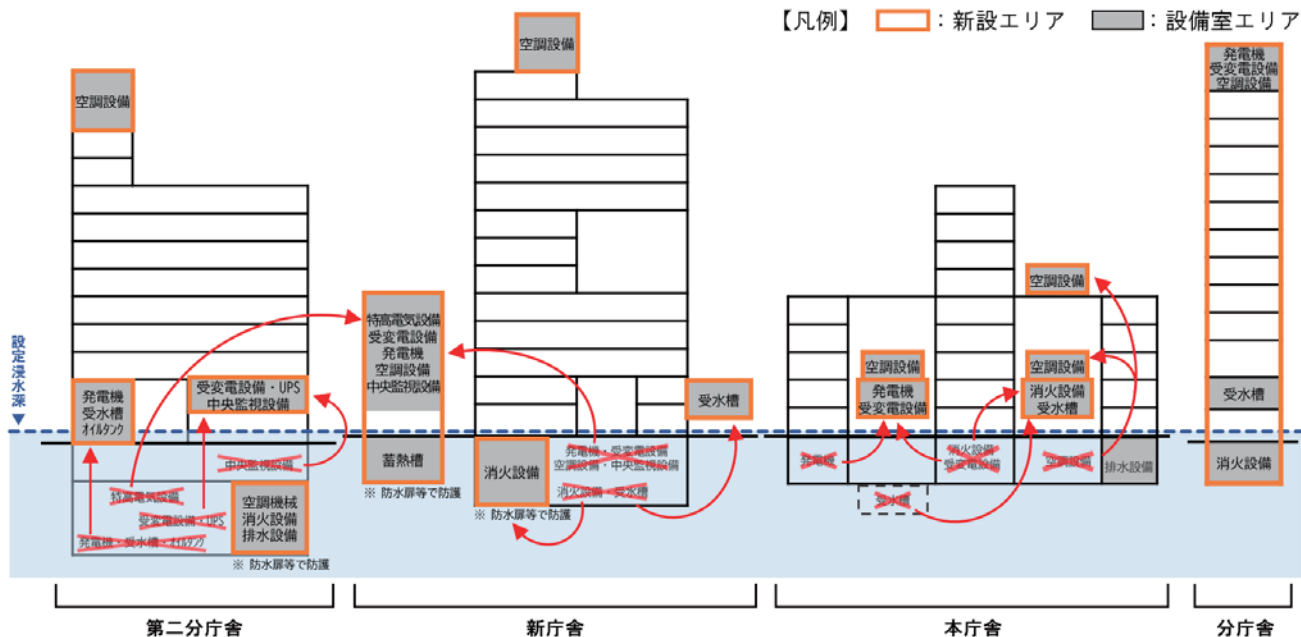 【凡例】 :新設エリア :設備室エリア
空調設備
発電機
受水槽
オイルタンク
受変電設備・UPS
中央監視設備
中央監視設備
特高電気設備
受変電設備・UPS
発電機・受水槽・オイルタンク
空調機械
消火設備
排水設備
※ 防水扉等で防護
設定浸水深
▼
特高電気設備
受変電設備
発電機
空調設備
中央監視設備
蓄熱槽
※ 防水扉等で防護
空調設備
受水槽
消火設備
※ 防水扉等で防護
発電機・受変電設備
空調設備・中央監視設備
消火設備・受水槽
空調設備
空調設備
発電機
受変電設備
空調設備
消火設備
受水槽
発電機
消火設備
受変電設備
空調設備
排水設備
受水槽
発電機
受変電設備
空調設備
受水槽
消火設備
第二分庁舎
新庁舎
本庁舎
分庁舎